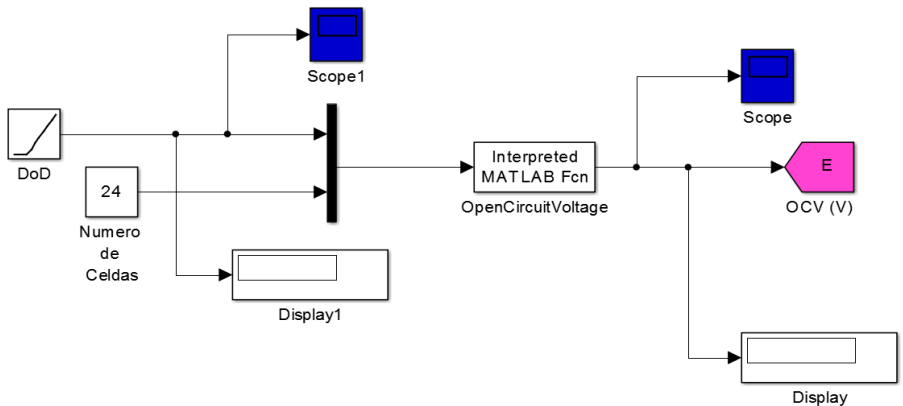 Scope1
DoD
24
Numero
de
Celdas
Display1
Interpreted
MATLAB Fcn
OpenCircuitVoltage
Scope
E
OCV (V)
Display